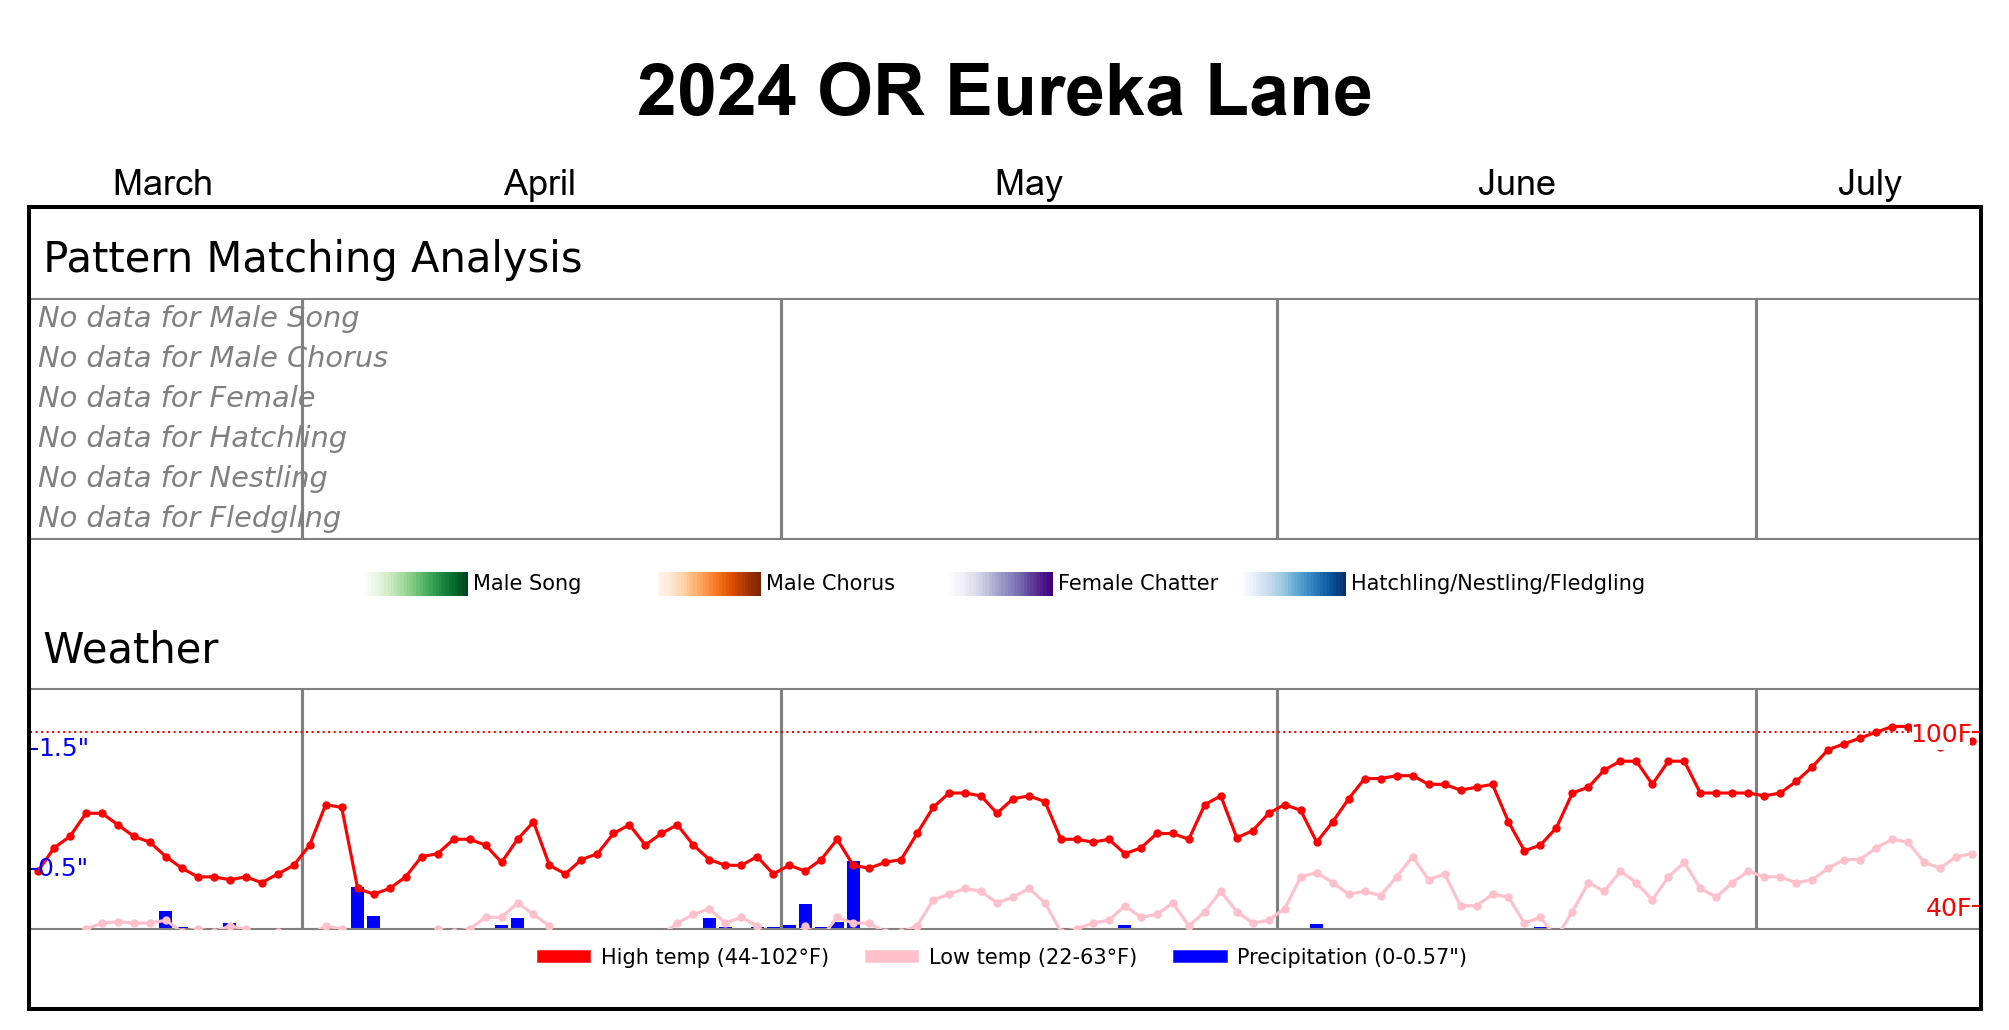 2024 OR Eureka Lane
March April May June July
Pattern Matching Analysis
No data for Male Song
No data for Male Chorus
No data for Female
No data for Hatchling
No data for Nestling
No data for Fledgling
Male Song Male Chorus Female Chatter Hatchling/Nestling/Fledgling
Weather
100F
1.5"
0.5"
40F
High temp (44-102°F) Low temp (22-63°F) Precipitation (0-0.57")